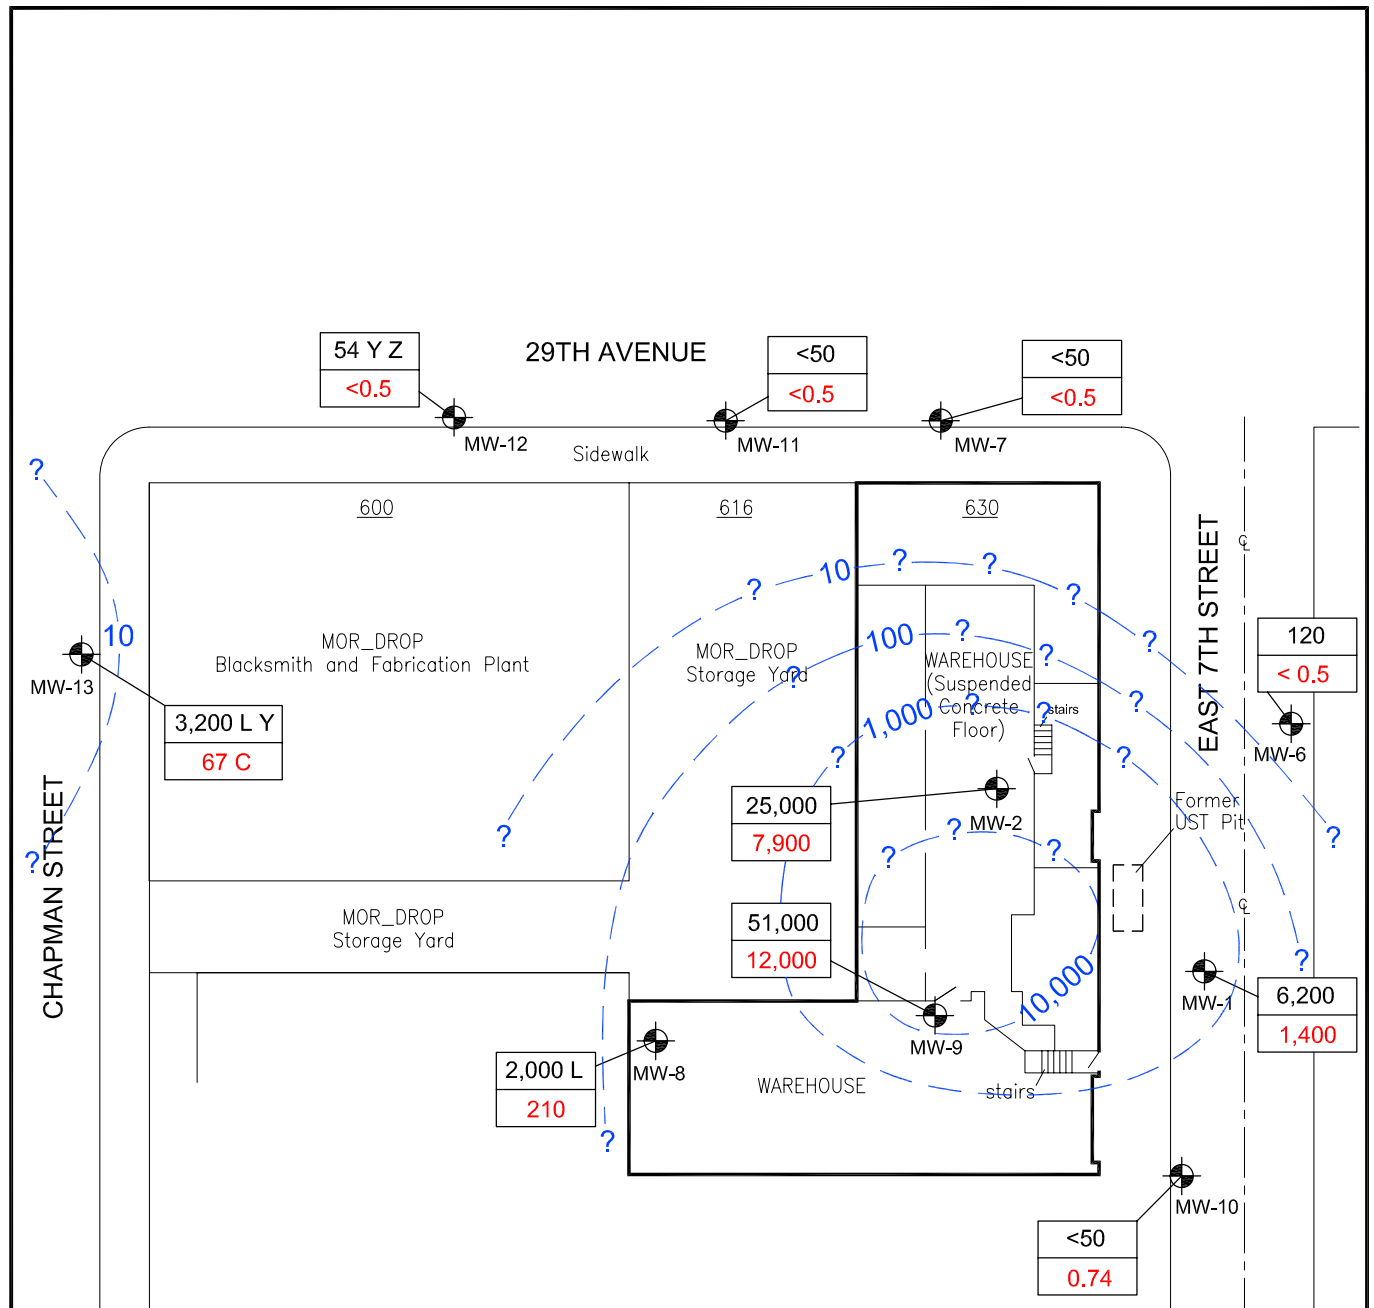 54 Y Z
<0.5
29TH AVENUE
<50
<0.5
<50
<0.5
MW-12
MW-11
MW-7
Sidewalk
?
600
616
630
EAST 7TH STREET
℄
?
?
10
?
?
?
10
100
?
?
?
120
< 0.5
MOR_DROP
Blacksmith and Fabrication Plant
MOR_DROP
Storage Yard
?
WAREHOUSE
(Suspended
Concrete
Floor)
MW-13
3,200 L Y
67 C
1,000
?
?
stairs
?
MW-6
?
?
25,000
7,900
MW-2
Former
UST Pit
CHAPMAN STREET
?
?
?
?
?
?
51,000
12,000
MOR_DROP
Storage Yard
℄
?
10,000
MW-1
6,200
1,400
MW-9
2,000 L
210
MW-8
WAREHOUSE
stairs
?
MW-10
<50
0.74